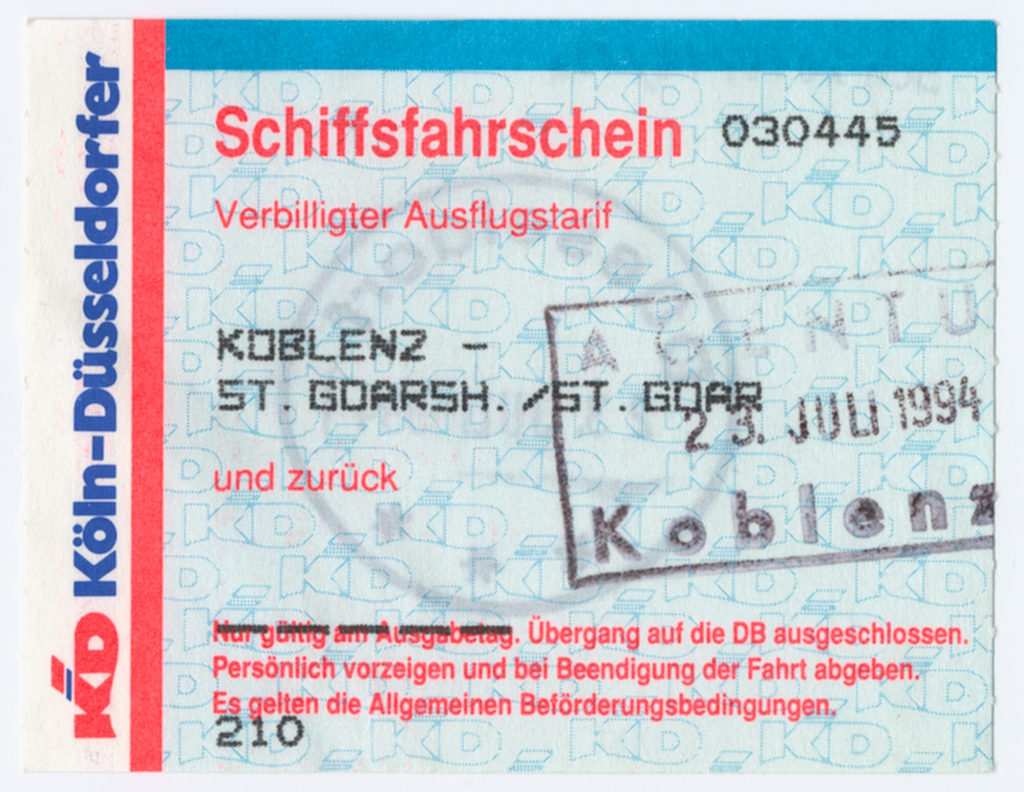 KD Köln-Düsseldorfer
Schiffsfahrschein 030445
Verbilligter Ausflugstarif
KOBLENZ -
ST. GOARSH./ST. GOAR
und zurück
AGENTU
23. JULI 1994
Koblenz
Nur gültig am Ausgabetag. Übergang auf die DB ausgeschlossen.
Persönlich vorzeigen und bei Beendigung der Fahrt abgeben.
Es gelten die Allgemeinen Beförderungsbedingungen.
210